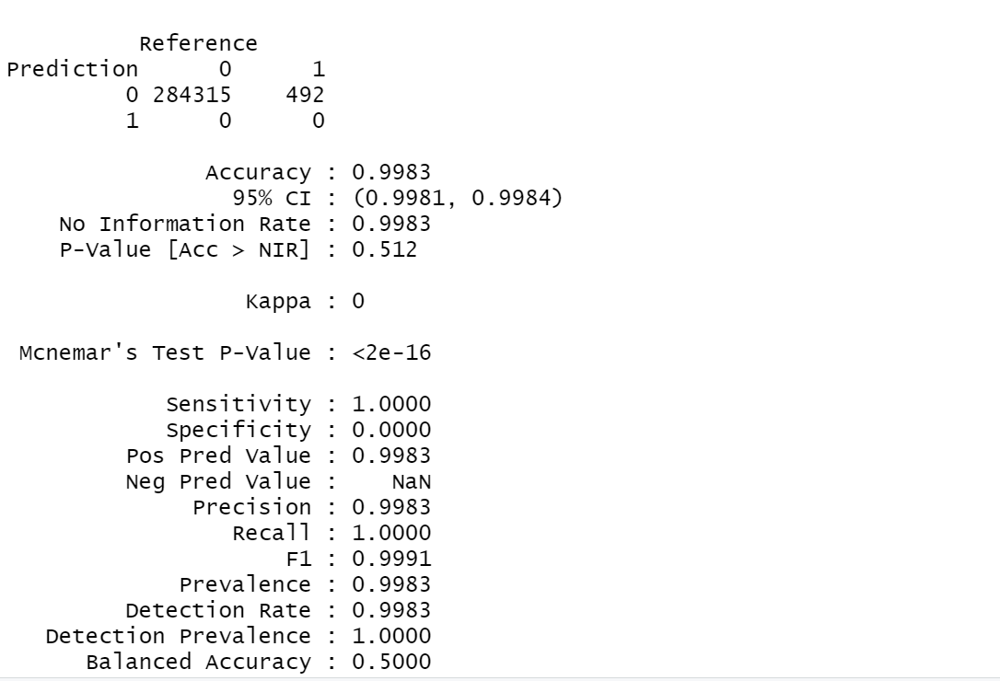 Reference
Prediction 0 1
0 284315 492
1 0 0
Accuracy : 0.9983
95% CI : (0.9981, 0.9984)
No Information Rate : 0.9983
P-Value [Acc > NIR] : 0.512
Kappa : 0
Mcnemar's Test P-Value : <2e-16
Sensitivity : 1.0000
Specificity : 0.0000
Pos Pred Value : 0.9983
Neg Pred Value : NaN
Precision : 0.9983
Recall : 1.0000
F1 : 0.9991
Prevalence : 0.9983
Detection Rate : 0.9983
Detection Prevalence : 1.0000
Balanced Accuracy : 0.5000